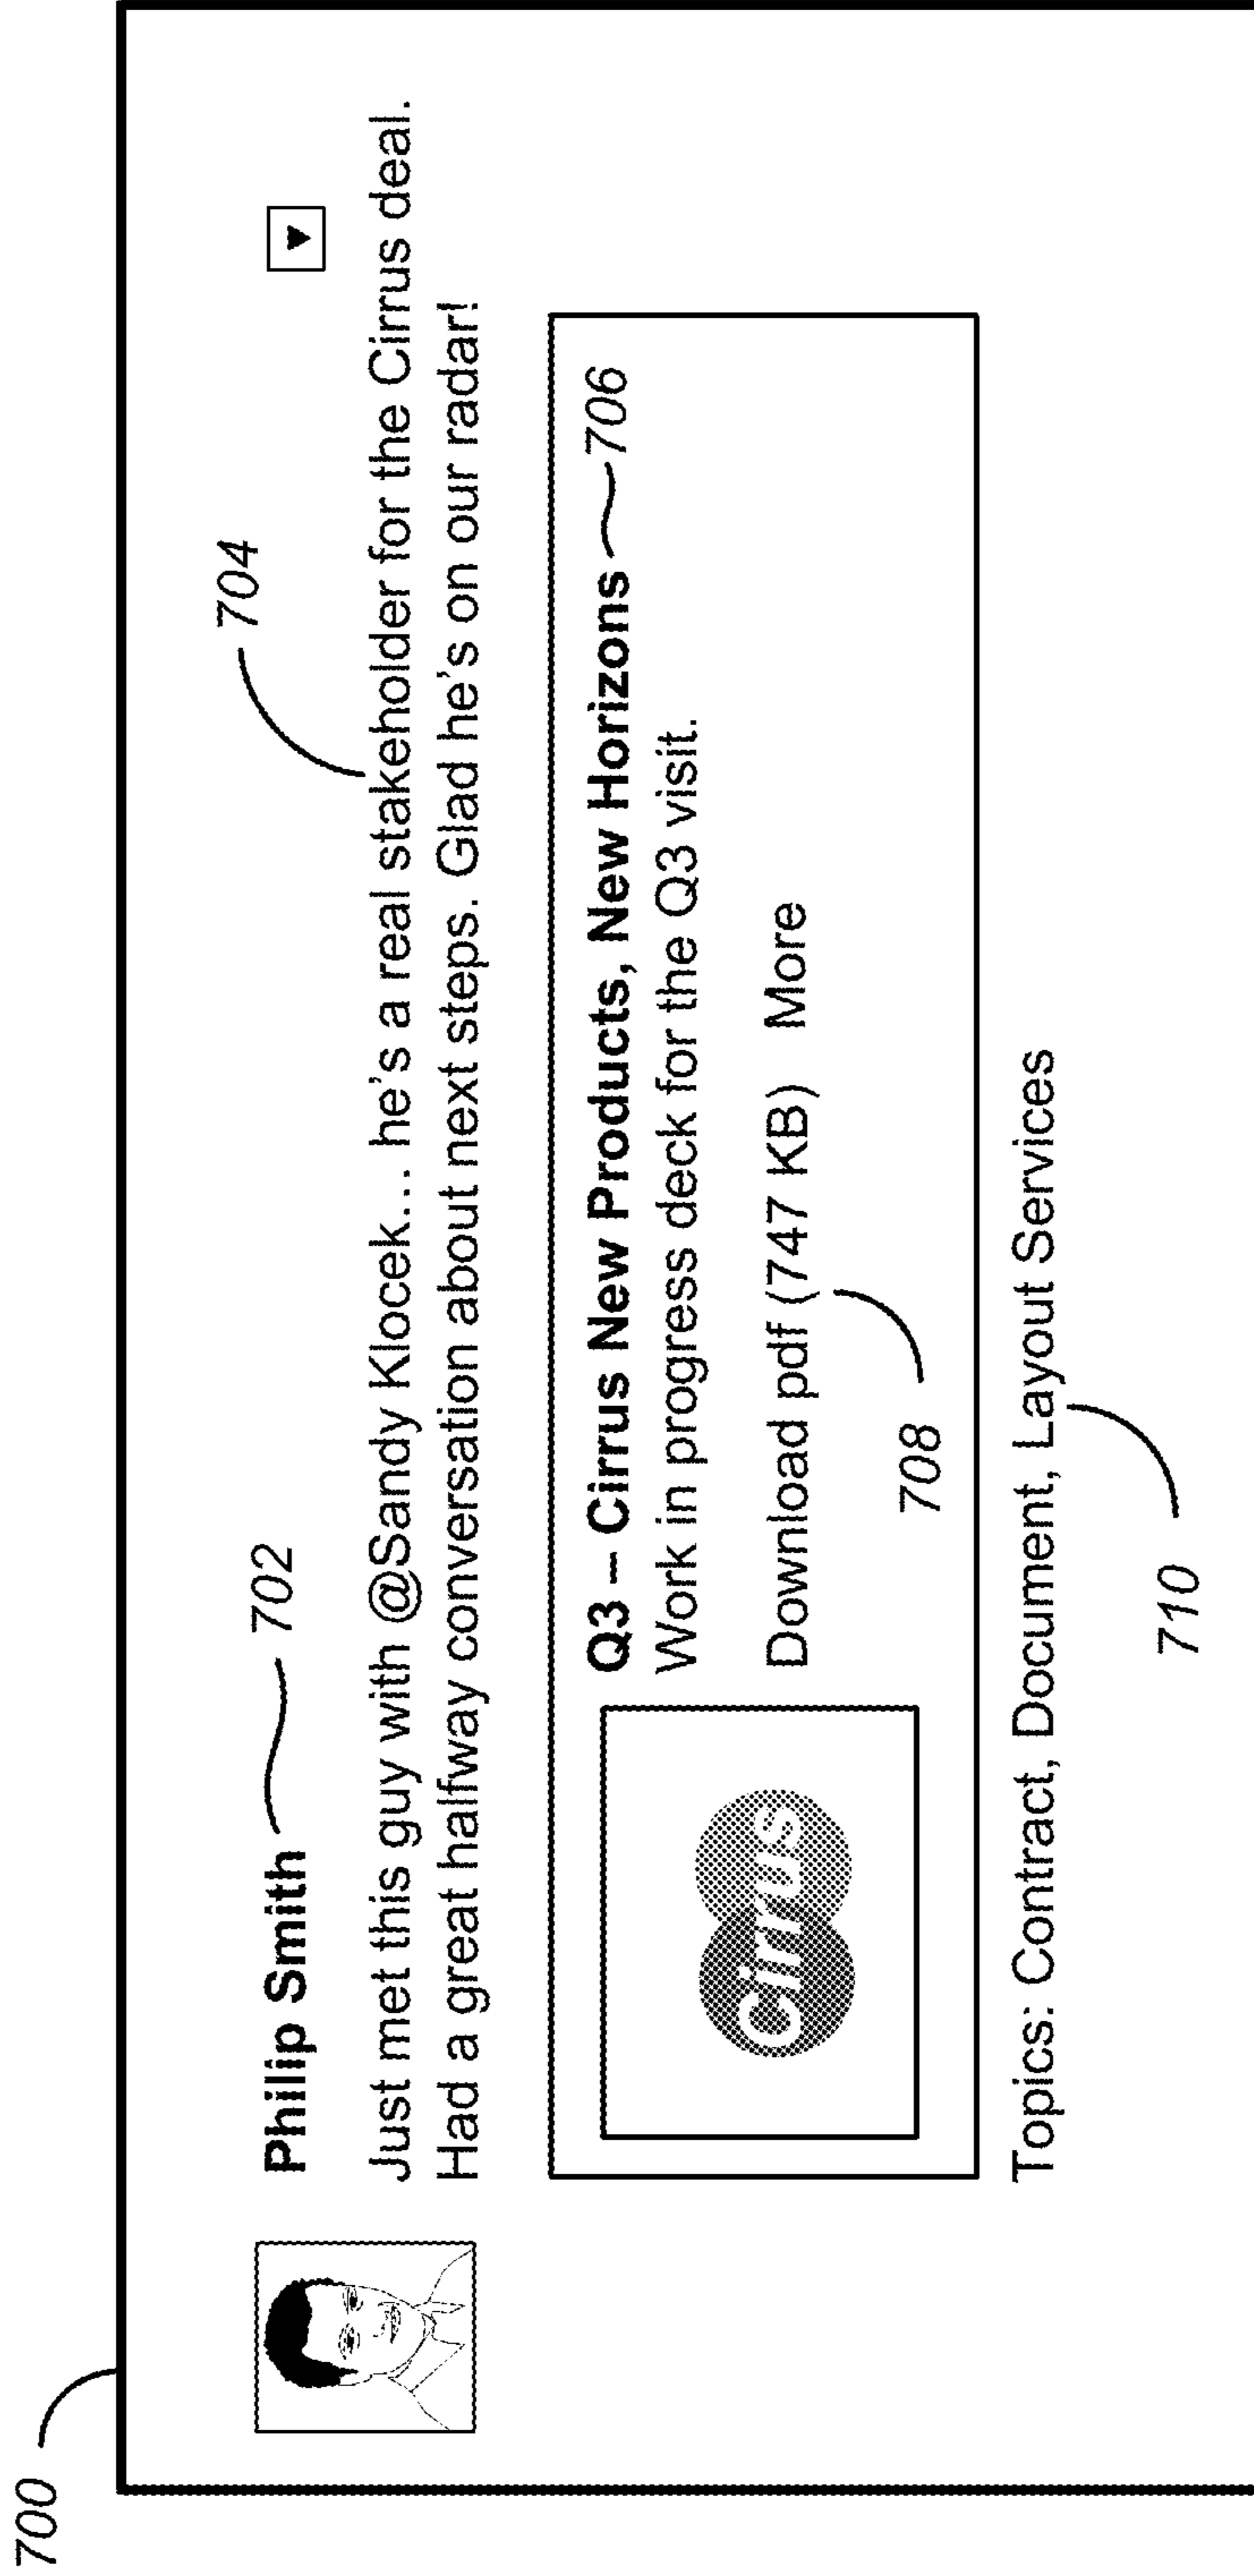 700
Philip Smith 702
704
Just met this guy with @Sandy Klocek... he's a real stakeholder for the Cirrus deal.
Had a great halfway conversation about next steps. Glad he's on our radar!
Q3 – Cirrus New Products, New Horizons 706
Work in progress deck for the Q3 visit.
Cirrus
Download pdf (747 KB) More
708
Topics: Contract, Document, Layout Services
710